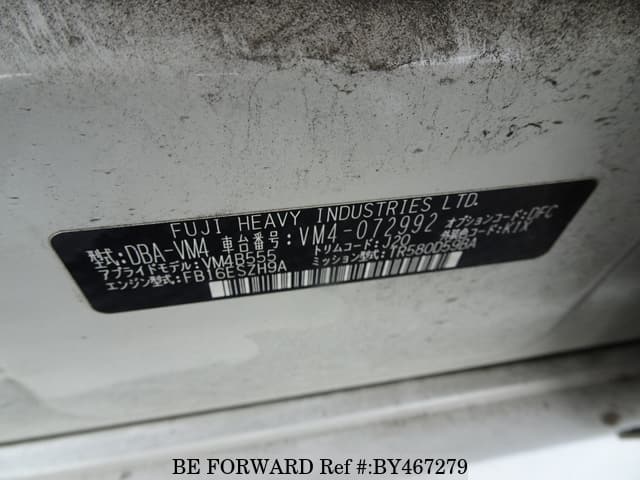 FUJI HEAVY INDUSTRIES LTD.
型式:DBA-VM4 車台番号:VM4-072992 オプションコード:DFC
アプライドモデル:VM4B555 トリムコード:J20 外装色コード:K1X
エンジン型式:FB16ESZH9A ミッション型式:TR580D59BA
BE FORWARD Ref #:BY467279